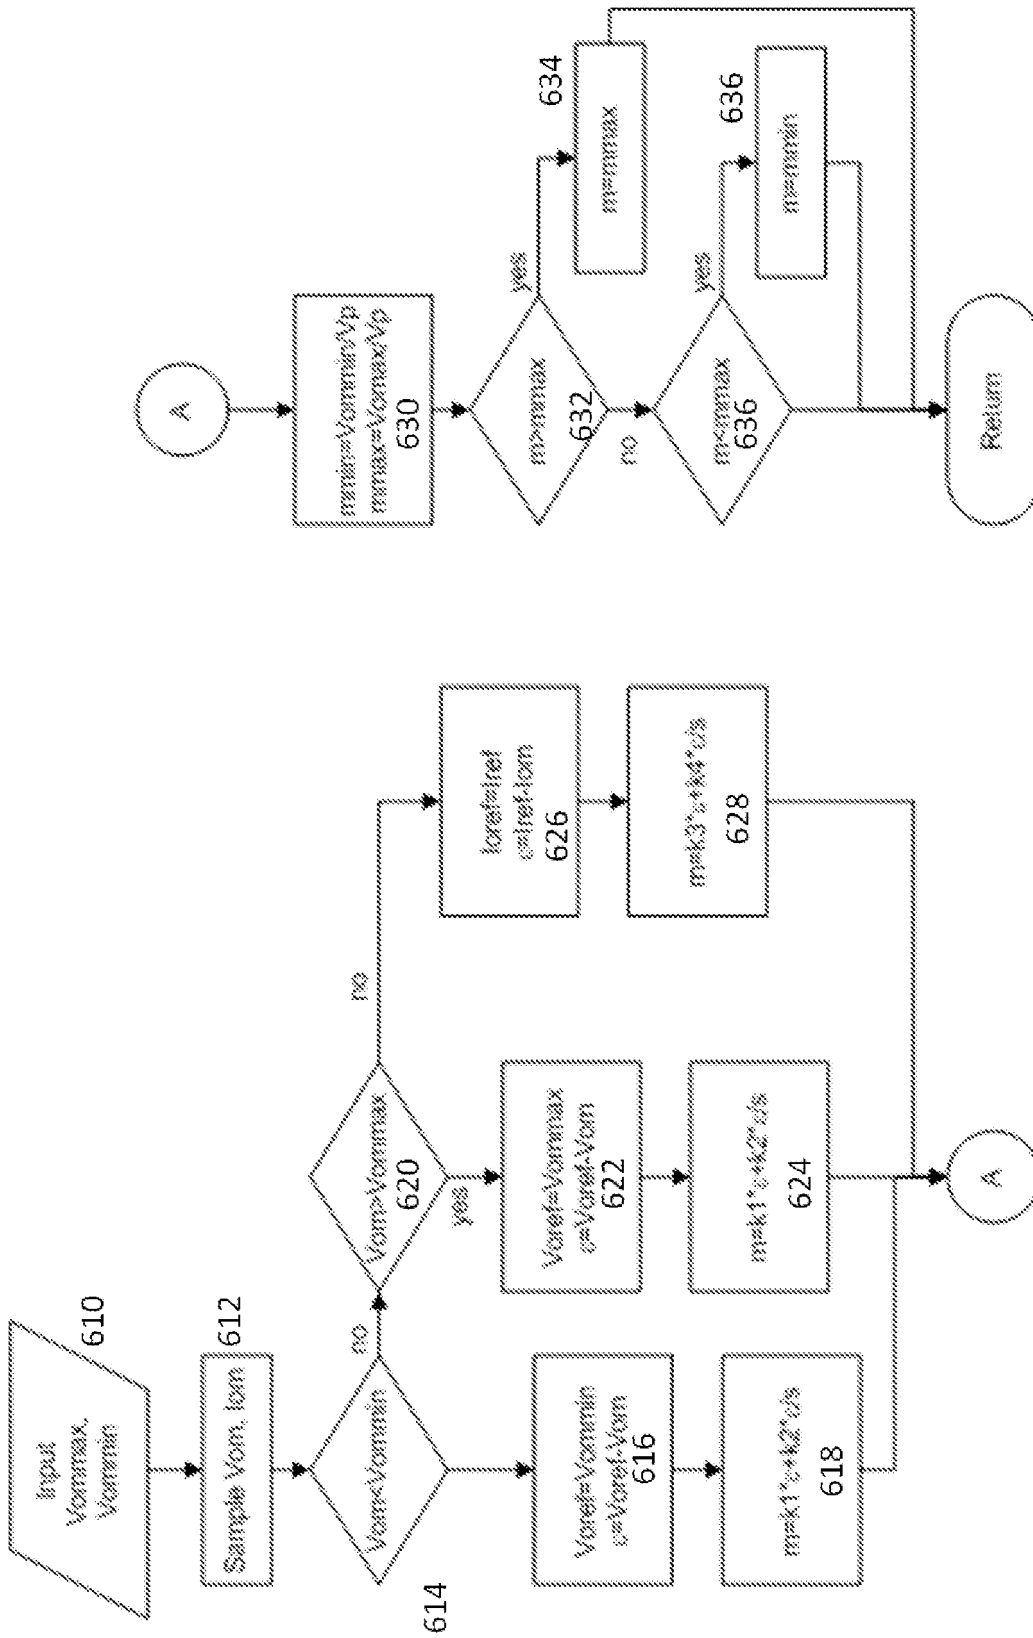 Input
Vommax,
Vommin
610
Sample Vom, Iom
612
Vom<Vommin
614
no
Vom>Vommax
620
yes
no
Voref=Vommin
e=Voref-Vom
616
m=k1*e+k2*e/s
618
Voref=Vommax
e=Voref-Vom
622
m=k1*e+k2*e/s
624
Ioref=Iref
e=Iref-Iom
626
m=k3*e+k4*e/s
628
A
A
mmin=Vommin/Vp
mmax=Vomax/Vp
630
m>mmax
632
yes
no
m=mmax
634
m<mmax
636
yes
m=mmin
636
Return